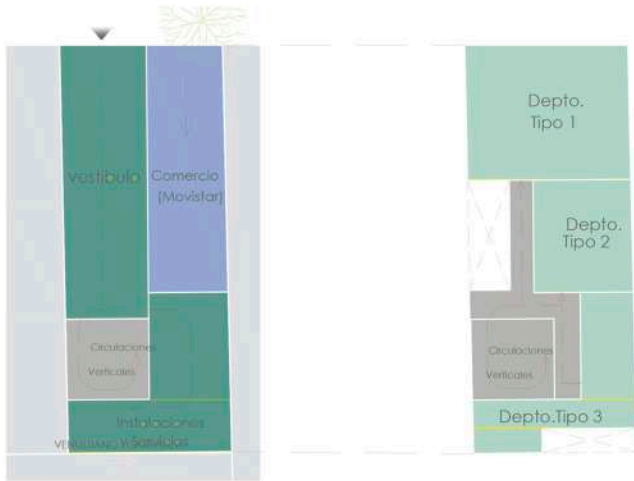 Vestíbulo
Comercio
(Movistar)
Circulaciones
Verticales
Instalaciones
y Servicios
Depto.
Tipo 1
Depto.
Tipo 2
Circulaciones
Verticales
Depto.Tipo 3